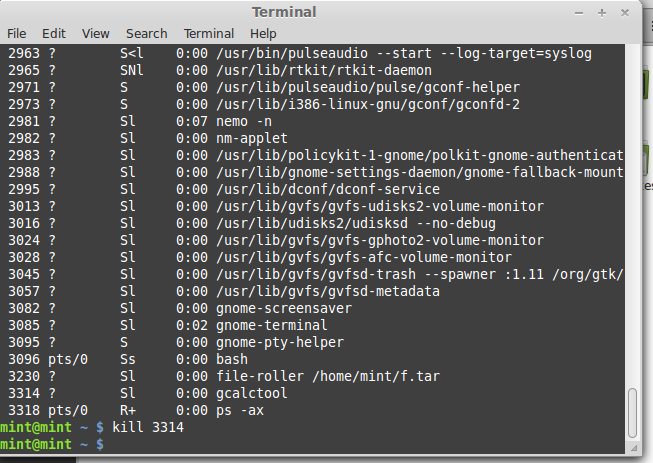 Terminal
File Edit View Search Terminal Help
2963 ? S<l 0:00 /usr/bin/pulseaudio --start --log-target=syslog
2965 ? SNl 0:00 /usr/lib/rtkit/rtkit-daemon
2971 ? S 0:00 /usr/lib/pulseaudio/pulse/gconf-helper
2973 ? S 0:00 /usr/lib/i386-linux-gnu/gconf/gconfd-2
2981 ? Sl 0:07 nemo -n
2982 ? Sl 0:00 nm-applet
2983 ? Sl 0:00 /usr/lib/policykit-1-gnome/polkit-gnome-authenticat
2988 ? Sl 0:00 /usr/lib/gnome-settings-daemon/gnome-fallback-mount
2995 ? Sl 0:00 /usr/lib/dconf/dconf-service
3013 ? Sl 0:00 /usr/lib/gvfs/gvfs-udisks2-volume-monitor
3016 ? Sl 0:00 /usr/lib/udisks2/udisksd --no-debug
3024 ? Sl 0:00 /usr/lib/gvfs/gvfs-gphoto2-volume-monitor
3028 ? Sl 0:00 /usr/lib/gvfs/gvfs-afc-volume-monitor
3045 ? Sl 0:00 /usr/lib/gvfs/gvfsd-trash --spawner :1.11 /org/gtk/
3057 ? Sl 0:00 /usr/lib/gvfs/gvfsd-metadata
3082 ? Sl 0:00 gnome-screensaver
3085 ? Sl 0:02 gnome-terminal
3095 ? S 0:00 gnome-pty-helper
3096 pts/0 Ss 0:00 bash
3230 ? Sl 0:00 file-roller /home/mint/f.tar
3314 ? Sl 0:00 gcalctool
3318 pts/0 R+ 0:00 ps -ax
mint@mint ~ $ kill 3314
mint@mint ~ $
es